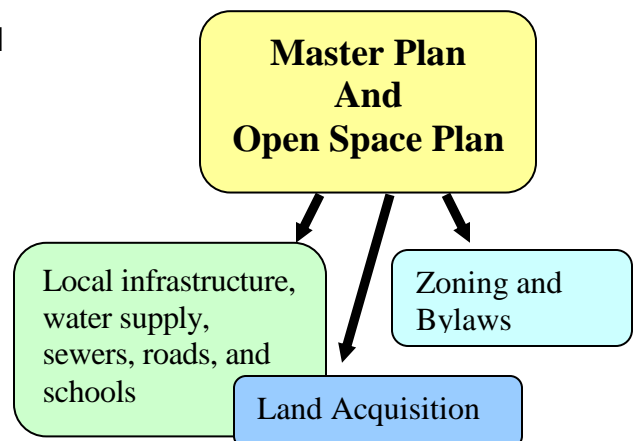 Master Plan
And
Open Space Plan
Local infrastructure,
water supply,
sewers, roads, and
schools
Zoning and
Bylaws
Land Acquisition